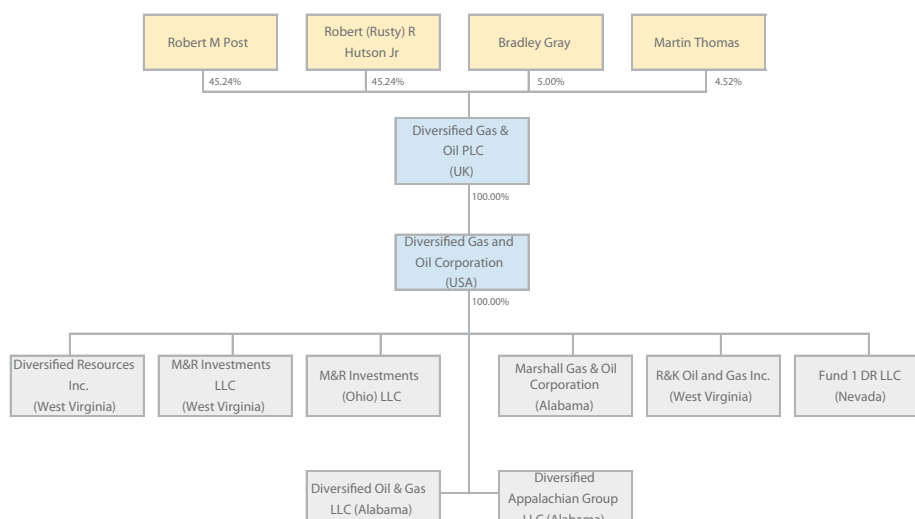 Robert M Post
Robert (Rusty) R
Hutson Jr
Bradley Gray
Martin Thomas
45.24%
45.24%
5.00%
4.52%
Diversified Gas &
Oil PLC
(UK)
100.00%
Diversified Gas and
Oil Corporation
(USA)
100.00%
Diversified Resources
Inc.
(West Virginia)
M&R Investments
LLC
(West Virginia)
M&R Investments
(Ohio) LLC
Marshall Gas & Oil
Corporation
(Alabama)
R&K Oil and Gas Inc.
(West Virginia)
Fund 1 DR LLC
(Nevada)
Diversified Oil & Gas
LLC (Alabama)
Diversified
Appalachian Group
LLC (Alabama)